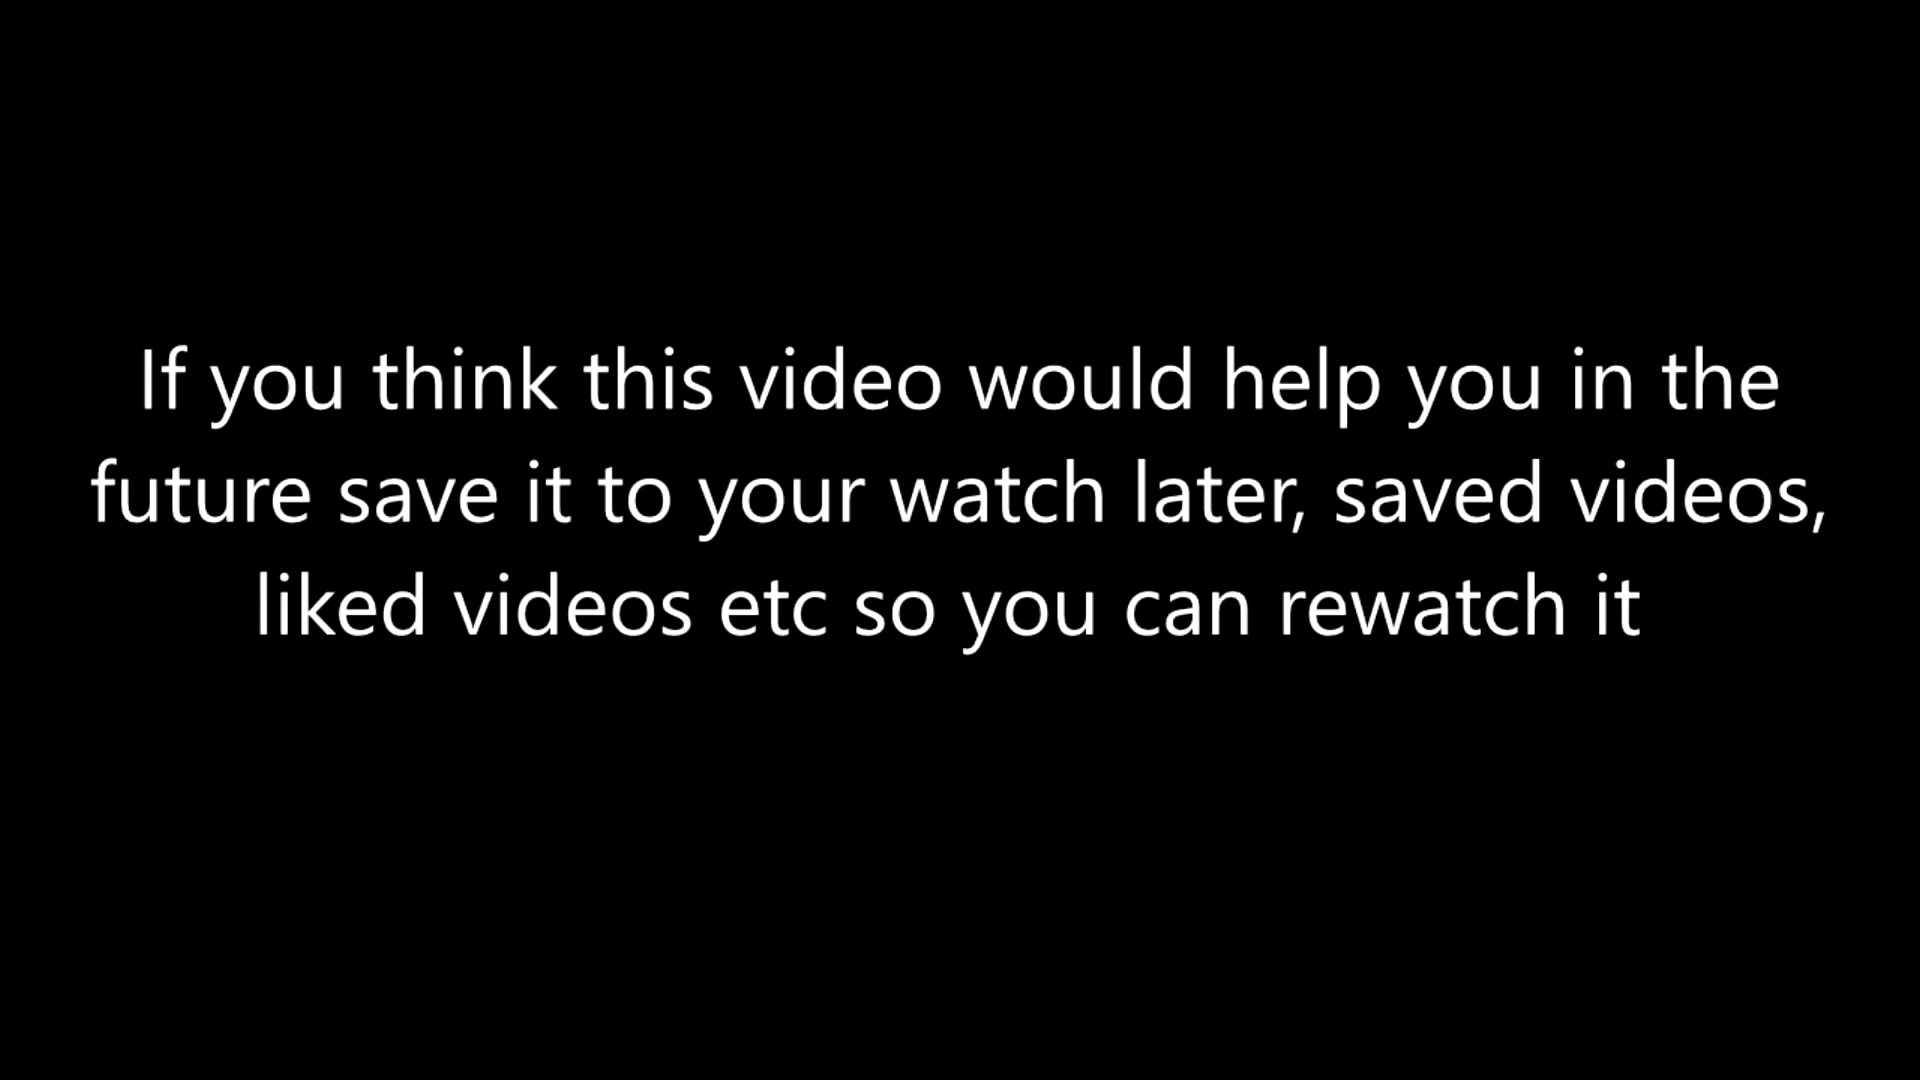 If you think this video would help you in the
future save it to your watch later, saved videos,
liked videos etc so you can rewatch it